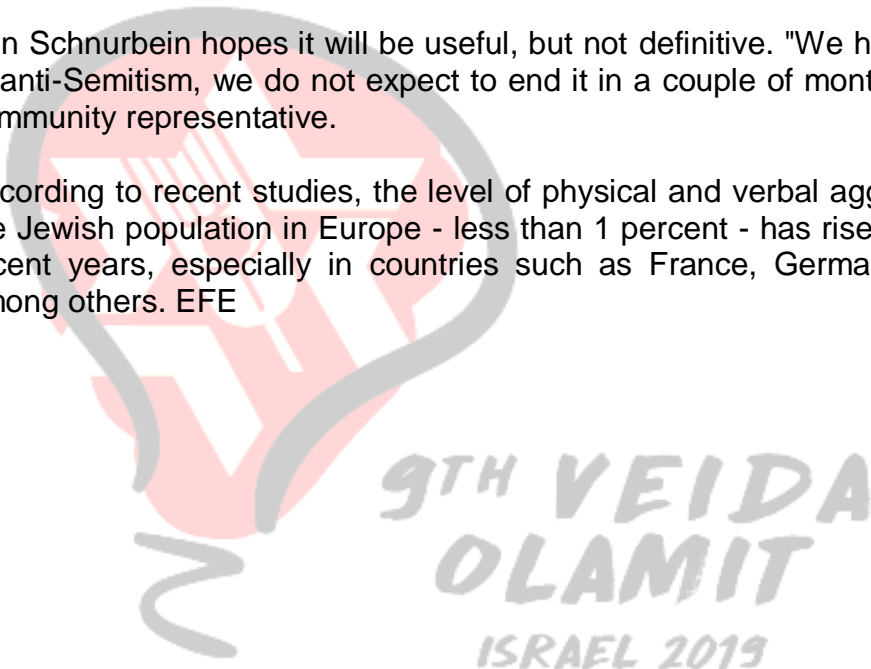 n Schnurbein hopes it will be useful, but not definitive. "We h
anti-Semitism, we do not expect to end it in a couple of mont
mmunity representative.
cording to recent studies, the level of physical and verbal agg
e Jewish population in Europe - less than 1 percent - has rise
cent years, especially in countries such as France, Germa
mong others. EFE
9TH VEIDA
OLAMIT
ISRAEL 2019